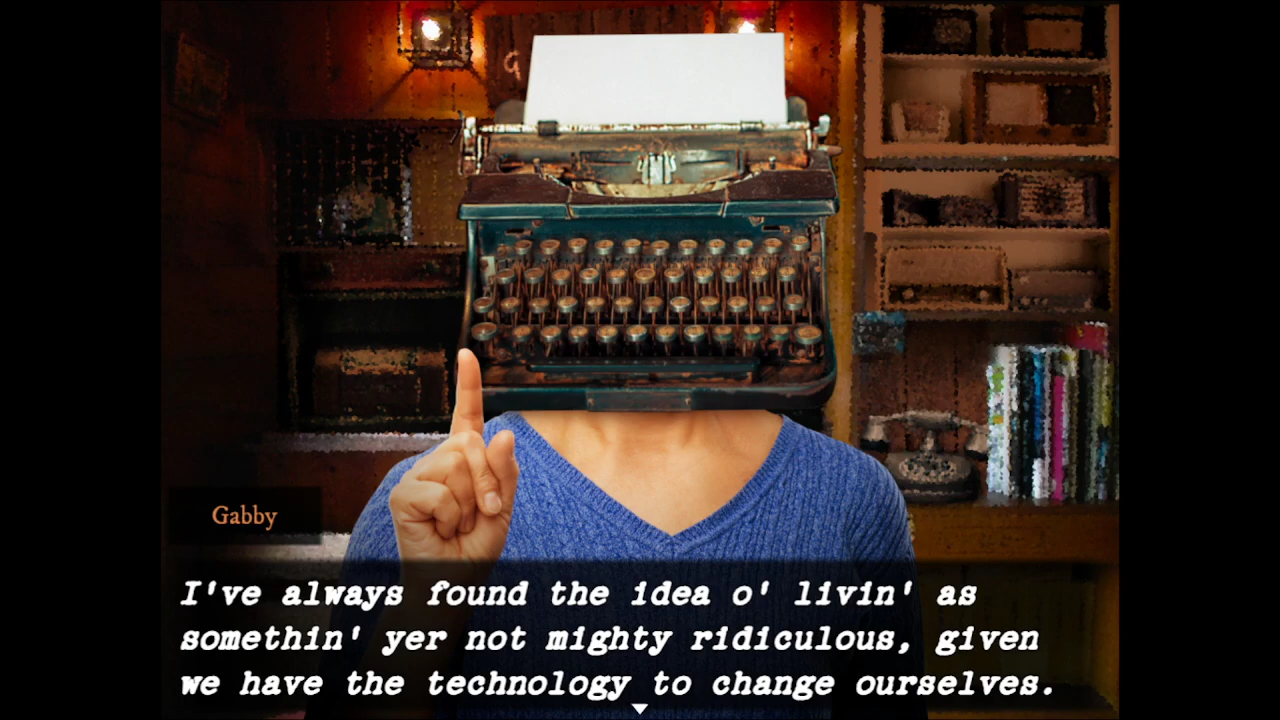 Gabby
I've always found the idea o' livin' as
somethin' yer not mighty ridiculous, given
we have the technology to change ourselves.